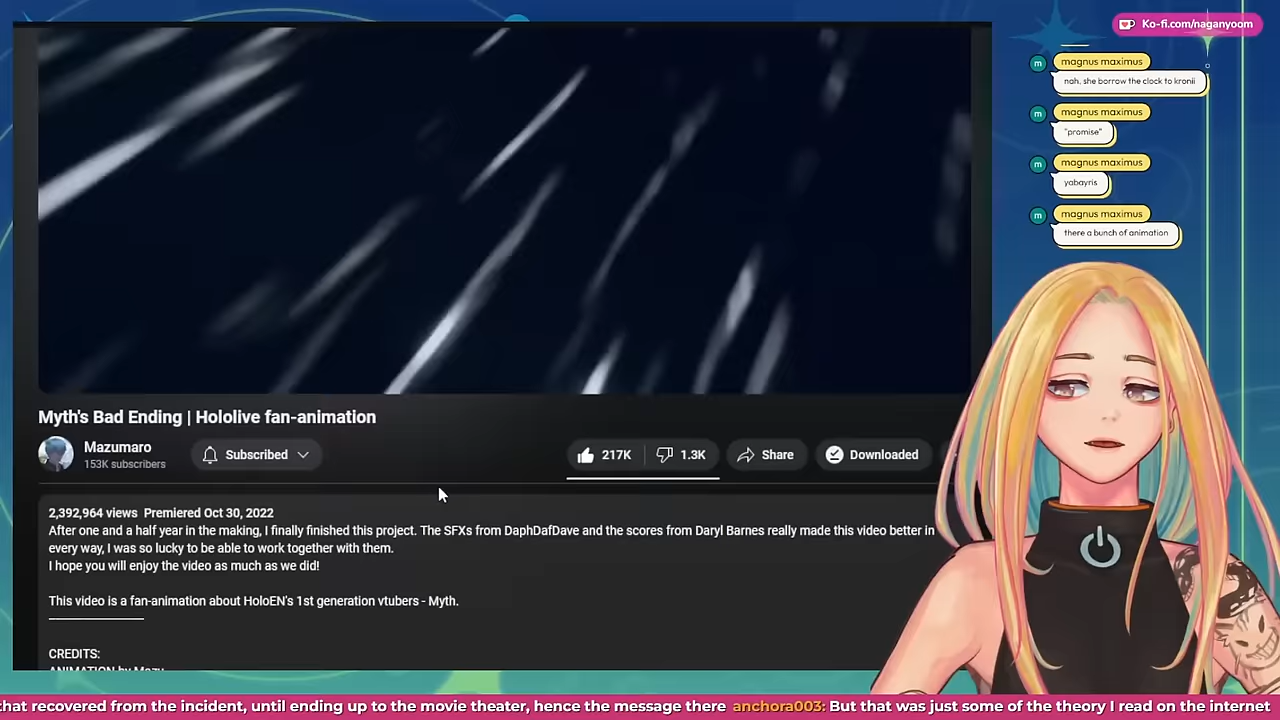 Ko-fi.com/naganyoom
m
magnus maximus
nah, she borrow the clock to kronii
m
magnus maximus
"promise"
m
magnus maximus
yabayris
m
magnus maximus
there a bunch of animation
Myth's Bad Ending | Hololive fan-animation
Mazumaro
153K subscribers
Subscribed
217K
1.3K
Share
Downloaded
2,392,964 views Premiered Oct 30, 2022
After one and a half year in the making, I finally finished this project. The SFXs from DaphDafDave and the scores from Daryl Barnes really made this video better in
every way, I was so lucky to be able to work together with them.
I hope you will enjoy the video as much as we did!
This video is a fan-animation about HoloEN's 1st generation vtubers - Myth.
CREDITS:
ANIMATION by Mazu
that recovered from the incident, until ending up to the movie theater, hence the message there anchora003: But that was just some of the theory I read on the internet